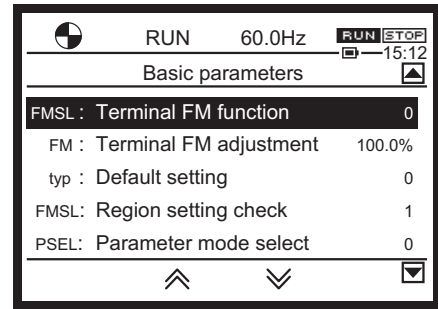 RUN 60.0Hz RUN STOP
15:12
Basic parameters
FMSL : Terminal FM function 0
FM : Terminal FM adjustment 100.0%
typ : Default setting 0
FMSL: Region setting check 1
PSEL: Parameter mode select 0